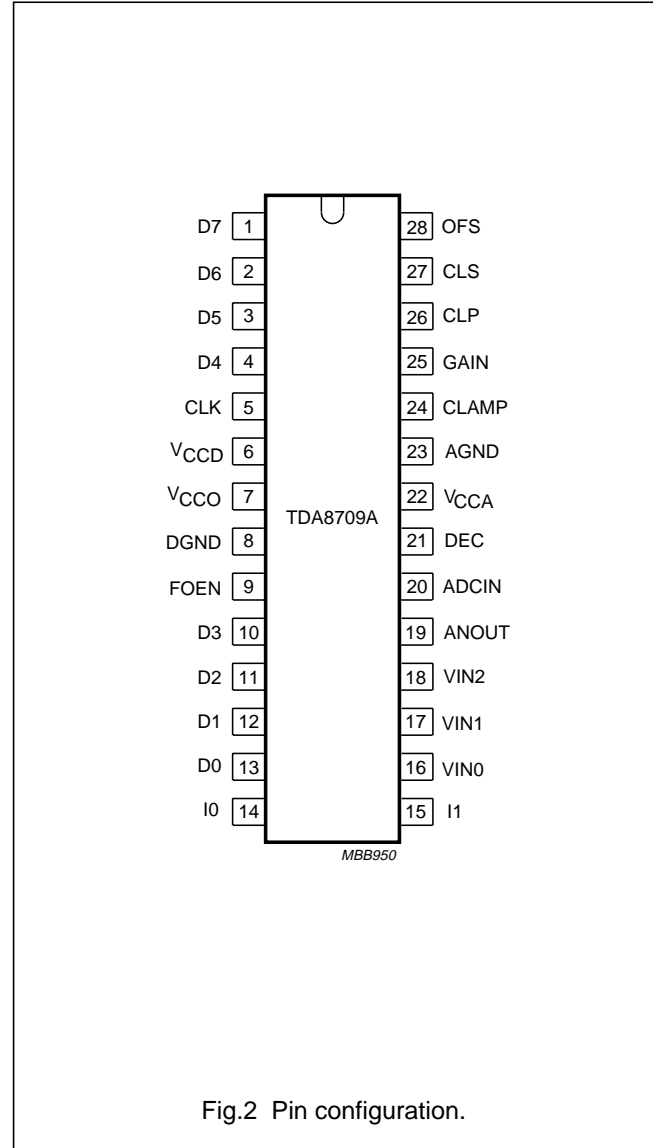 D7 1 28 OFS
D6 2 27 CLS
D5 3 26 CLP
D4 4 25 GAIN
CLK 5 24 CLAMP
VCCD 6 23 AGND
VCCO 7 22 VCCA
TDA8709A
DGND 8 21 DEC
FOEN 9 20 ADCIN
D3 10 19 ANOUT
D2 11 18 VIN2
D1 12 17 VIN1
D0 13 16 VIN0
I0 14 15 I1
MBB950
Fig.2 Pin configuration.